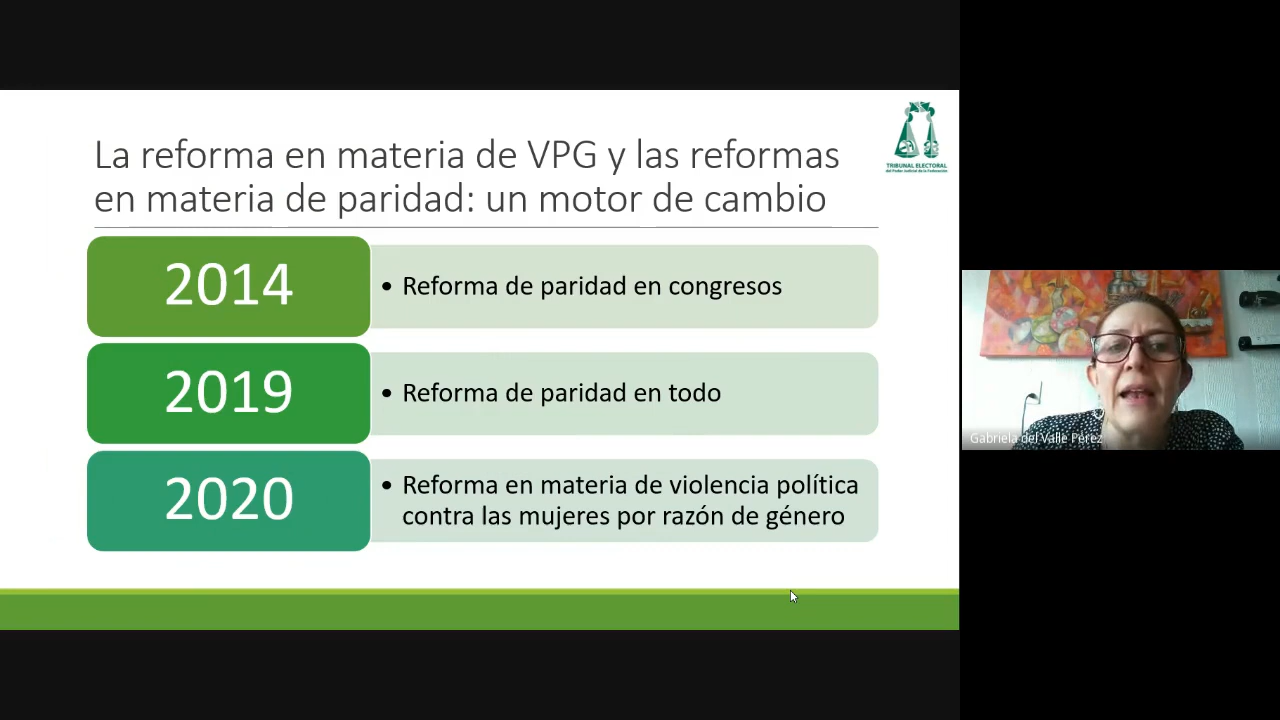 La reforma en materia de VPG y las reformas
en materia de paridad: un motor de cambio
TRIBUNAL ELECTORAL
del Poder Judicial de la Federación
2014
• Reforma de paridad en congresos
2019
• Reforma de paridad en todo
2020
• Reforma en materia de violencia política
contra las mujeres por razón de género
Gabriela del Valle Pérez